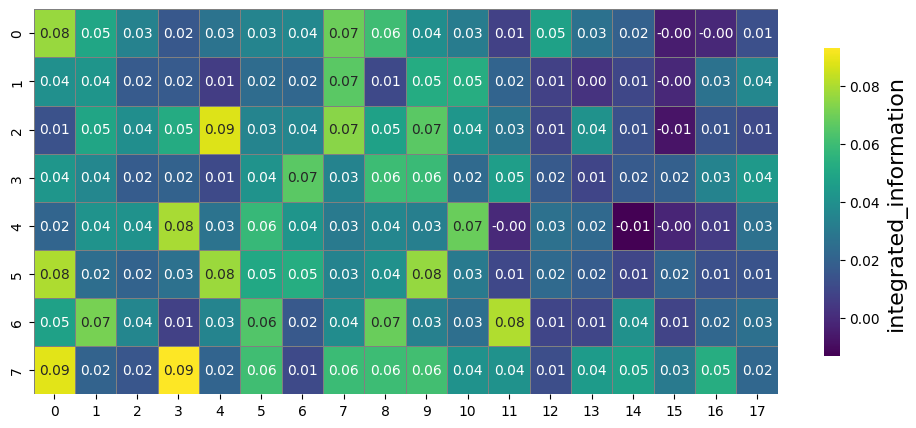 0 0.08 0.05 0.03 0.02 0.03 0.03 0.04 0.07 0.06 0.04 0.03 0.01 0.05 0.03 0.02 -0.00 -0.00 0.01
1 0.04 0.04 0.02 0.02 0.01 0.02 0.02 0.07 0.01 0.05 0.05 0.02 0.01 0.00 0.01 -0.00 0.03 0.04
2 0.01 0.05 0.04 0.05 0.09 0.03 0.04 0.07 0.05 0.07 0.04 0.03 0.01 0.04 0.01 -0.01 0.01 0.01
3 0.04 0.04 0.02 0.02 0.01 0.04 0.07 0.03 0.06 0.06 0.02 0.05 0.02 0.01 0.02 0.02 0.03 0.04
4 0.02 0.04 0.04 0.08 0.03 0.06 0.04 0.03 0.04 0.03 0.07 -0.00 0.03 0.02 -0.01 -0.00 0.01 0.03
5 0.08 0.02 0.02 0.03 0.08 0.05 0.05 0.03 0.04 0.08 0.03 0.01 0.02 0.02 0.01 0.02 0.01 0.01
6 0.05 0.07 0.04 0.01 0.03 0.06 0.02 0.04 0.07 0.03 0.03 0.08 0.01 0.01 0.04 0.01 0.02 0.03
7 0.09 0.02 0.02 0.09 0.02 0.06 0.01 0.06 0.06 0.06 0.04 0.04 0.01 0.04 0.05 0.03 0.05 0.02
0 1 2 3 4 5 6 7 8 9 10 11 12 13 14 15 16 17
0.08
0.06
0.04
0.02
0.00
integrated_information